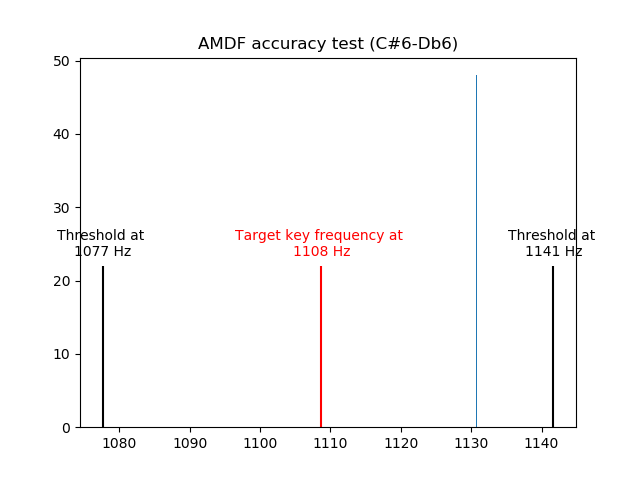 AMDF accuracy test (C#6-Db6)
50
40
30
20
10
0
Threshold at
1077 Hz
Target key frequency at
1108 Hz
Threshold at
1141 Hz
1080 1090 1100 1110 1120 1130 1140